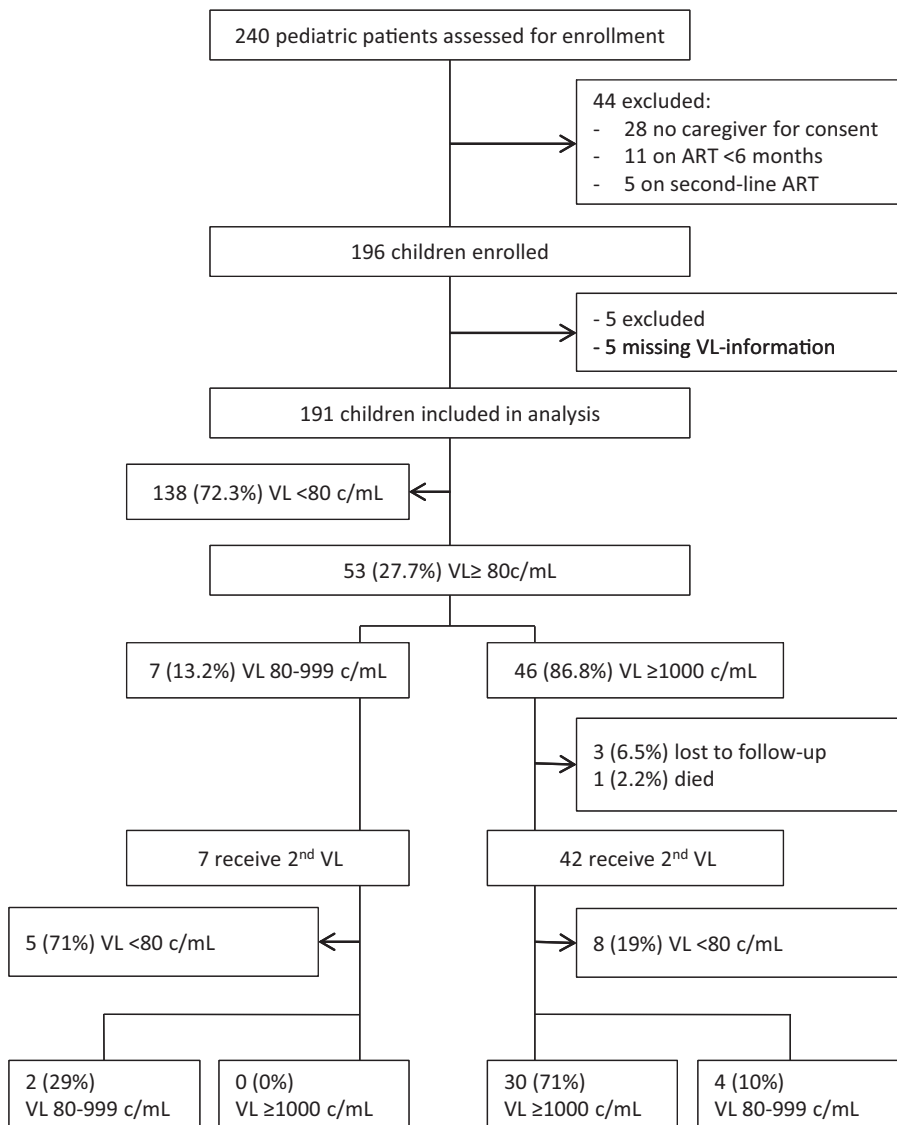 240 pediatric patients assessed for enrollment
44 excluded:
- 28 no caregiver for consent
- 11 on ART <6 months
- 5 on second-line ART
196 children enrolled
- 5 excluded
- 5 missing VL-information
191 children included in analysis
138 (72.3%) VL <80 c/mL
53 (27.7%) VL≥ 80c/mL
7 (13.2%) VL 80-999 c/mL
46 (86.8%) VL ≥1000 c/mL
3 (6.5%) lost to follow-up
1 (2.2%) died
7 receive 2nd VL
42 receive 2nd VL
5 (71%) VL <80 c/mL
8 (19%) VL <80 c/mL
2 (29%)
VL 80-999 c/mL
0 (0%)
VL ≥1000 c/mL
30 (71%)
VL ≥1000 c/mL
4 (10%)
VL 80-999 c/mL